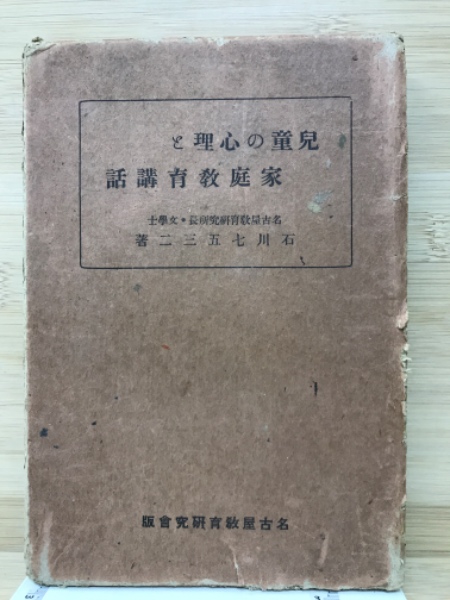 兒童の心理と
家庭教育講話
名古屋教育研究所長・文學士
石川七五三二著
名古屋教育研究會版